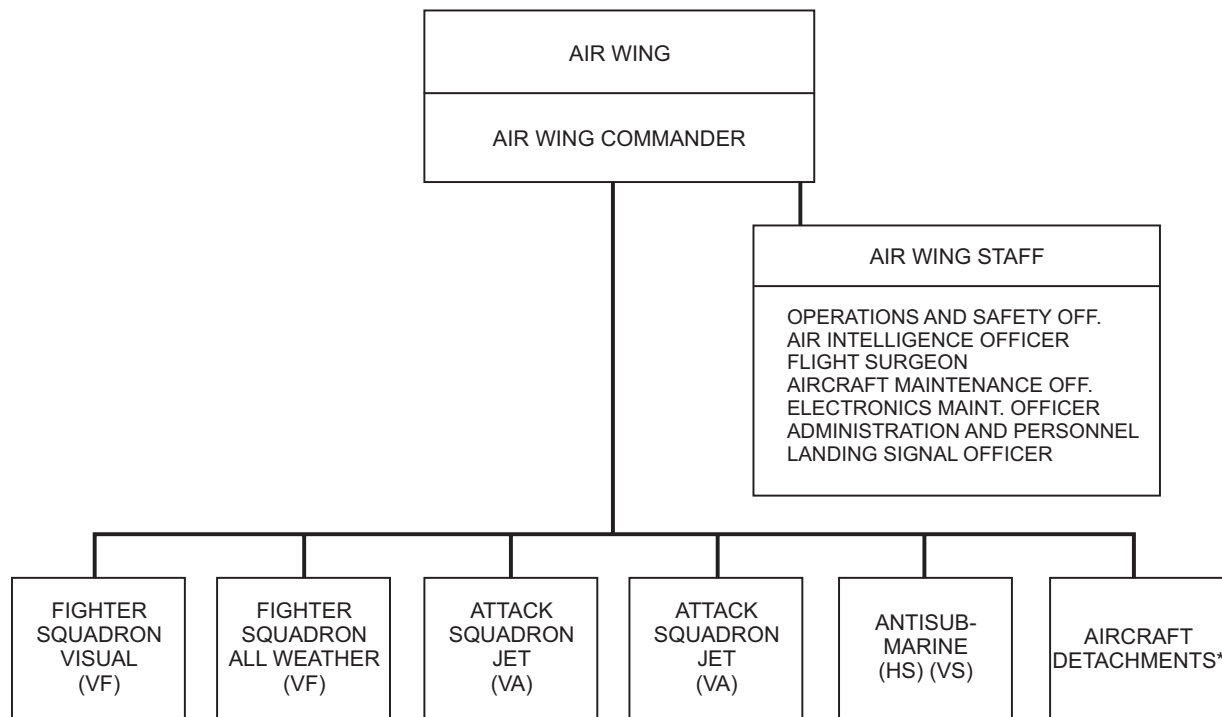 AIR WING
AIR WING COMMANDER
AIR WING STAFF
OPERATIONS AND SAFETY OFF.
AIR INTELLIGENCE OFFICER
FLIGHT SURGEON
AIRCRAFT MAINTENANCE OFF.
ELECTRONICS MAINT. OFFICER
ADMINISTRATION AND PERSONNEL
LANDING SIGNAL OFFICER
FIGHTER
SQUADRON
VISUAL
(VF)
FIGHTER
SQUADRON
ALL WEATHER
(VF)
ATTACK
SQUADRON
JET
(VA)
ATTACK
SQUADRON
JET
(VA)
ANTISUB-
MARINE
(HS) (VS)
AIRCRAFT
DETACHMENTS*